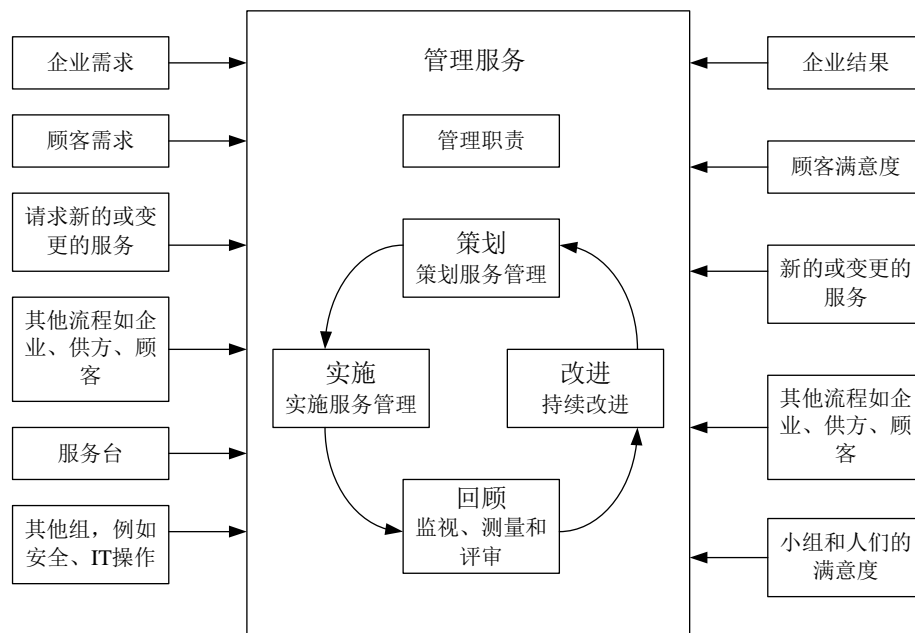 管理服务
企业需求
顾客需求
请求新的或变
更的服务
其他流程如企
业、供方、顾
客
服务台
其他组，例如
安全、IT操作
管理职责
策划
策划服务管理
实施
实施服务管理
改进
持续改进
回顾
监视、测量和
评审
企业结果
顾客满意度
新的或变更的
服务
其他流程如企
业、供方、顾
客
小组和人们的
满意度